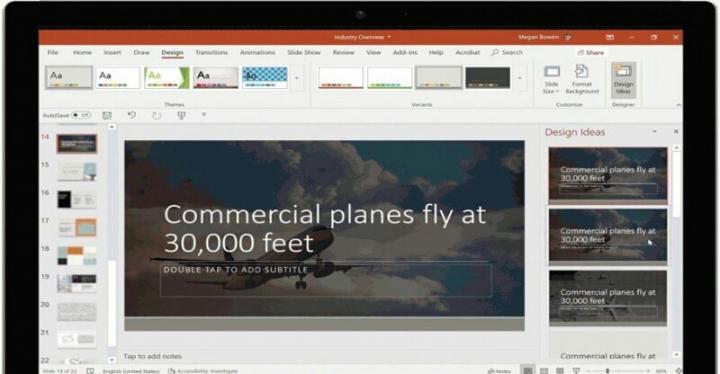 Industry Overview
Megan Bowen
File Home Insert Draw Design Transitions Animations Slide Show Review View Add-ins Help Acrobat Search Share
Aa Aa Aa Aa Aa
Slide Size
Format Background
Design Ideas
Themes Variants Customize Designer
AutoSave Off
14
15
16
17
18
19
20
21
22
Commercial planes fly at
30,000 feet
DOUBLE TAP TO ADD SUBTITLE
Tap to add notes
Design Ideas
Commercial planes fly at
30,000 feet
Commercial planes fly at
30,000 feet
Commercial planes fly at
30,000 feet
Commercial planes fly at
Slide 14 of 22 English (United States) Accessibility: Investigate Notes 60%